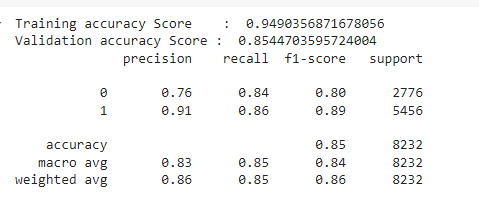 Training accuracy Score    :  0.9490356871678056
Validation accuracy Score :  0.8544703595724004
              precision    recall  f1-score   support

           0       0.76      0.84      0.80      2776
           1       0.91      0.86      0.89      5456

    accuracy                           0.85      8232
   macro avg       0.83      0.85      0.84      8232
weighted avg       0.86      0.85      0.86      8232